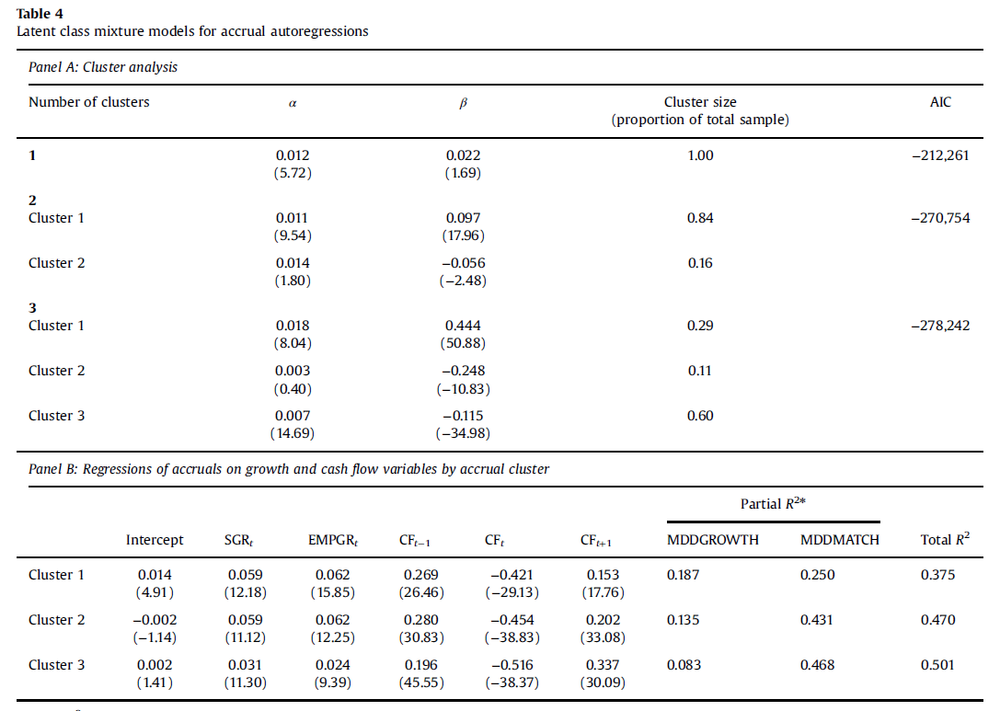 Table 4
Latent class mixture models for accrual autoregressions
Panel A: Cluster analysis
Number of clusters α β Cluster size AIC
(proportion of total sample)
1 0.012 0.022 1.00 −212,261
(5.72) (1.69)
2
Cluster 1 0.011 0.097 0.84 −270,754
(9.54) (17.96)
Cluster 2 0.014 −0.056 0.16
(1.80) (−2.48)
3
Cluster 1 0.018 0.444 0.29 −278,242
(8.04) (50.88)
Cluster 2 0.003 −0.248 0.11
(0.40) (−10.83)
Cluster 3 0.007 −0.115 0.60
(14.69) (−34.98)
Panel B: Regressions of accruals on growth and cash flow variables by accrual cluster
Partial R²*
Intercept SGRₜ EMPGRₜ CFₜ₋₁ CFₜ CFₜ₊₁ MDDGROWTH MDDMATCH Total R²
Cluster 1 0.014 0.059 0.062 0.269 −0.421 0.153 0.187 0.250 0.375
(4.91) (12.18) (15.85) (26.46) (−29.13) (17.76)
Cluster 2 −0.002 0.059 0.062 0.280 −0.454 0.202 0.135 0.431 0.470
(−1.14) (11.12) (12.25) (30.83) (−38.83) (33.08)
Cluster 3 0.002 0.031 0.024 0.196 −0.516 0.337 0.083 0.468 0.501
(1.41) (11.30) (9.39) (45.55) (−38.37) (30.09)